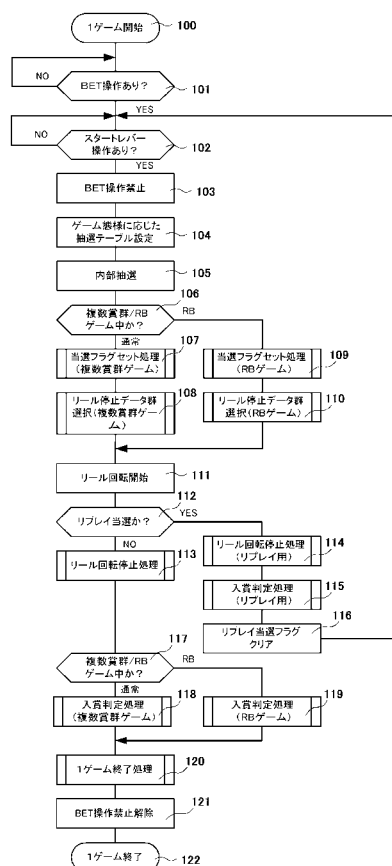 1ゲーム開始
100
NO
BET操作あり?
101
YES
NO
スタートレバー
操作あり?
102
YES
BET操作禁止
103
ゲーム態様に応じた
抽選テーブル設定
104
内部抽選
105
106
複数賞群/RB
ゲーム中か?
RB
通常
107
当選フラグセット処理
(複数賞群ゲーム)
109
当選フラグセット処理
(RBゲーム)
108
リール停止データ群
選択(複数賞群ゲーム)
110
リール停止データ群
選択(RBゲーム)
リール回転開始
111
112
リプレイ当選か?
YES
NO
113
リール回転停止処理
114
リール回転停止処理
(リプレイ用)
115
入賞判定処理
(リプレイ用)
116
リプレイ当選フラグ
クリア
117
複数賞群/RB
ゲーム中か?
RB
通常
118
入賞判定処理
(複数賞群ゲーム)
119
入賞判定処理
(RBゲーム)
1ゲーム終了処理
120
BET操作禁止解除
121
1ゲーム終了
122